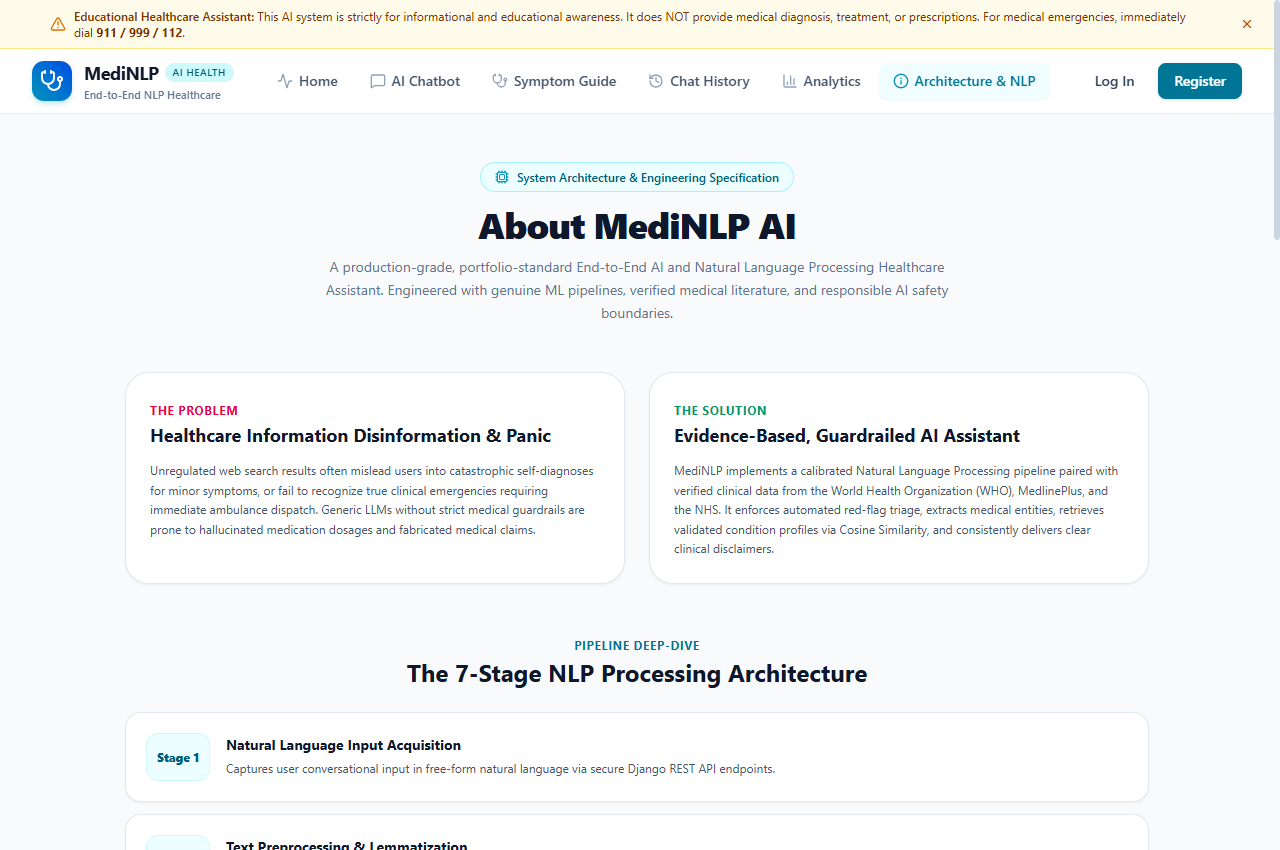 Educational Healthcare Assistant: This AI system is strictly for informational and educational awareness. It does NOT provide medical diagnosis, treatment, or prescriptions. For medical emergencies, immediately
dial 911 / 999 / 112.
MediNLP AI HEALTH
End-to-End NLP Healthcare
Home
AI Chatbot
Symptom Guide
Chat History
Analytics
Architecture & NLP
Log In
Register
System Architecture & Engineering Specification
About MediNLP AI
A production-grade, portfolio-standard End-to-End AI and Natural Language Processing Healthcare
Assistant. Engineered with genuine ML pipelines, verified medical literature, and responsible AI safety
boundaries.
THE PROBLEM
Healthcare Information Disinformation & Panic
Unregulated web search results often mislead users into catastrophic self-diagnoses
for minor symptoms, or fail to recognize true clinical emergencies requiring
immediate ambulance dispatch. Generic LLMs without strict medical guardrails are
prone to hallucinated medication dosages and fabricated medical claims.
THE SOLUTION
Evidence-Based, Guardrailed AI Assistant
MediNLP implements a calibrated Natural Language Processing pipeline paired with
verified clinical data from the World Health Organization (WHO), MedlinePlus, and
the NHS. It enforces automated red-flag triage, extracts medical entities, retrieves
validated condition profiles via Cosine Similarity, and consistently delivers clear
clinical disclaimers.
PIPELINE DEEP-DIVE
The 7-Stage NLP Processing Architecture
Stage 1
Natural Language Input Acquisition
Captures user conversational input in free-form natural language via secure Django REST API endpoints.
Text Preprocessing & Lemmatization